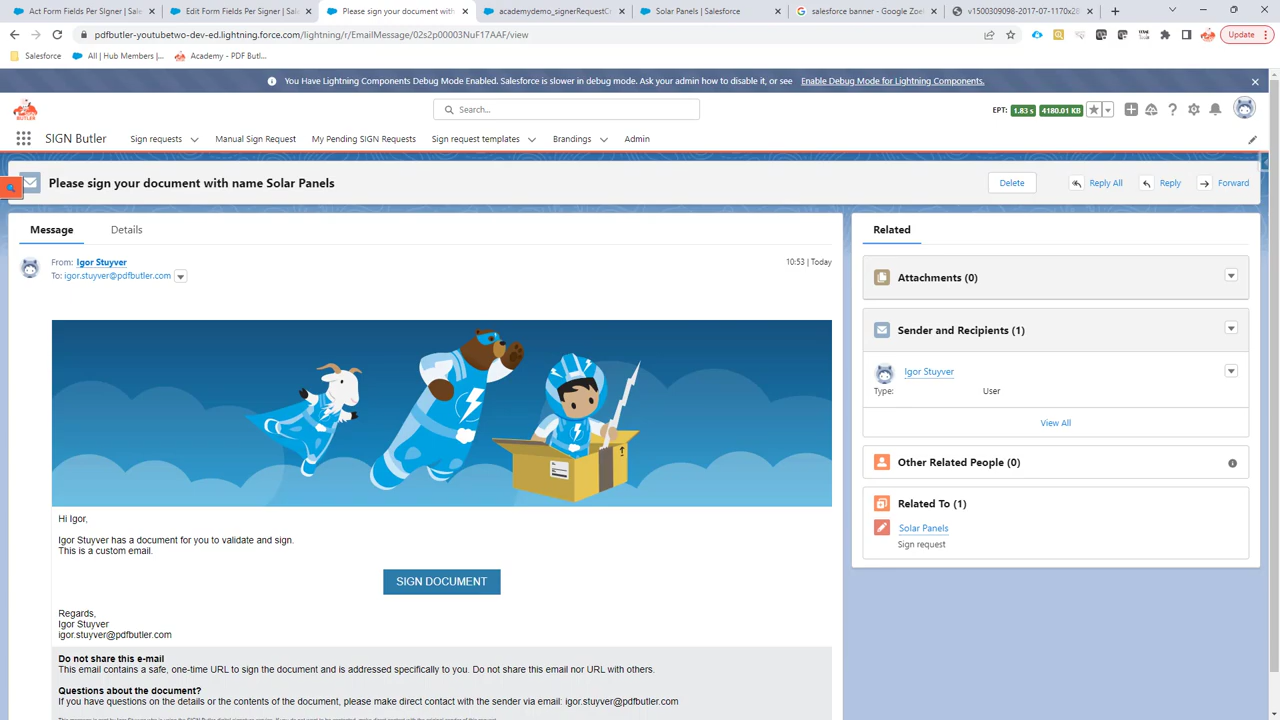 Act Form Fields Per Signer | Sales
Edit Form Fields Per Signer | Sal
Please sign your document with
academydemo_signerRequestCr
Solar Panels | Salesforce
salesforce banner - Google Zoek
v1500309098-2017-07-1170x28
pdfbutler-youtubetwo-dev-ed.lightning.force.com/lightning/r/EmailMessage/02s2p00003NuF17AAF/view
Update
Salesforce
All | Hub Members |...
Academy - PDF Butl...
You Have Lightning Components Debug Mode Enabled. Salesforce is slower in debug mode. Ask your admin how to disable it, or see Enable Debug Mode for Lightning Components.
Search...
EPT: 1.83 s 4180.01 KB
SIGN Butler
Sign requests
Manual Sign Request
My Pending SIGN Requests
Sign request templates
Brandings
Admin
Please sign your document with name Solar Panels
Delete
Reply All
Reply
Forward
Message
Details
From: Igor Stuyver
To: igor.stuyver@pdfbutler.com
10:53 | Today
Hi Igor,
Igor Stuyver has a document for you to validate and sign.
This is a custom email.
SIGN DOCUMENT
Regards,
Igor Stuyver
igor.stuyver@pdfbutler.com
Do not share this e-mail
This email contains a safe, one-time URL to sign the document and is addressed specifically to you. Do not share this email nor URL with others.
Questions about the document?
If you have questions on the details or the contents of the document, please make direct contact with the sender via email: igor.stuyver@pdfbutler.com
Related
Attachments (0)
Sender and Recipients (1)
Igor Stuyver
Type:
User
View All
Other Related People (0)
Related To (1)
Solar Panels
Sign request